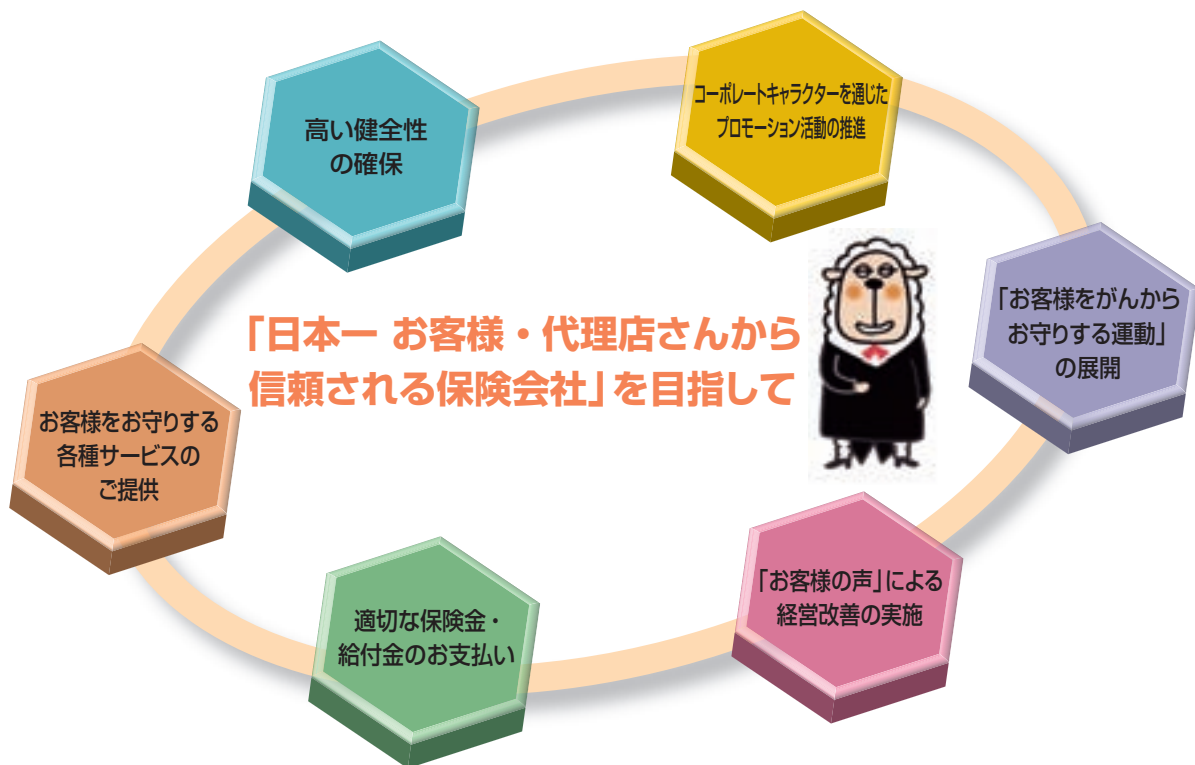 高い健全性
の確保
コーポレートキャラクターを通じた
プロモーション活動の推進
「お客様をがんから
お守りする運動」
の展開
「日本一 お客様・代理店さんから
信頼される保険会社」を目指して
お客様をお守りする
各種サービスの
ご提供
適切な保険金・
給付金のお支払い
「お客様の声」による
経営改善の実施